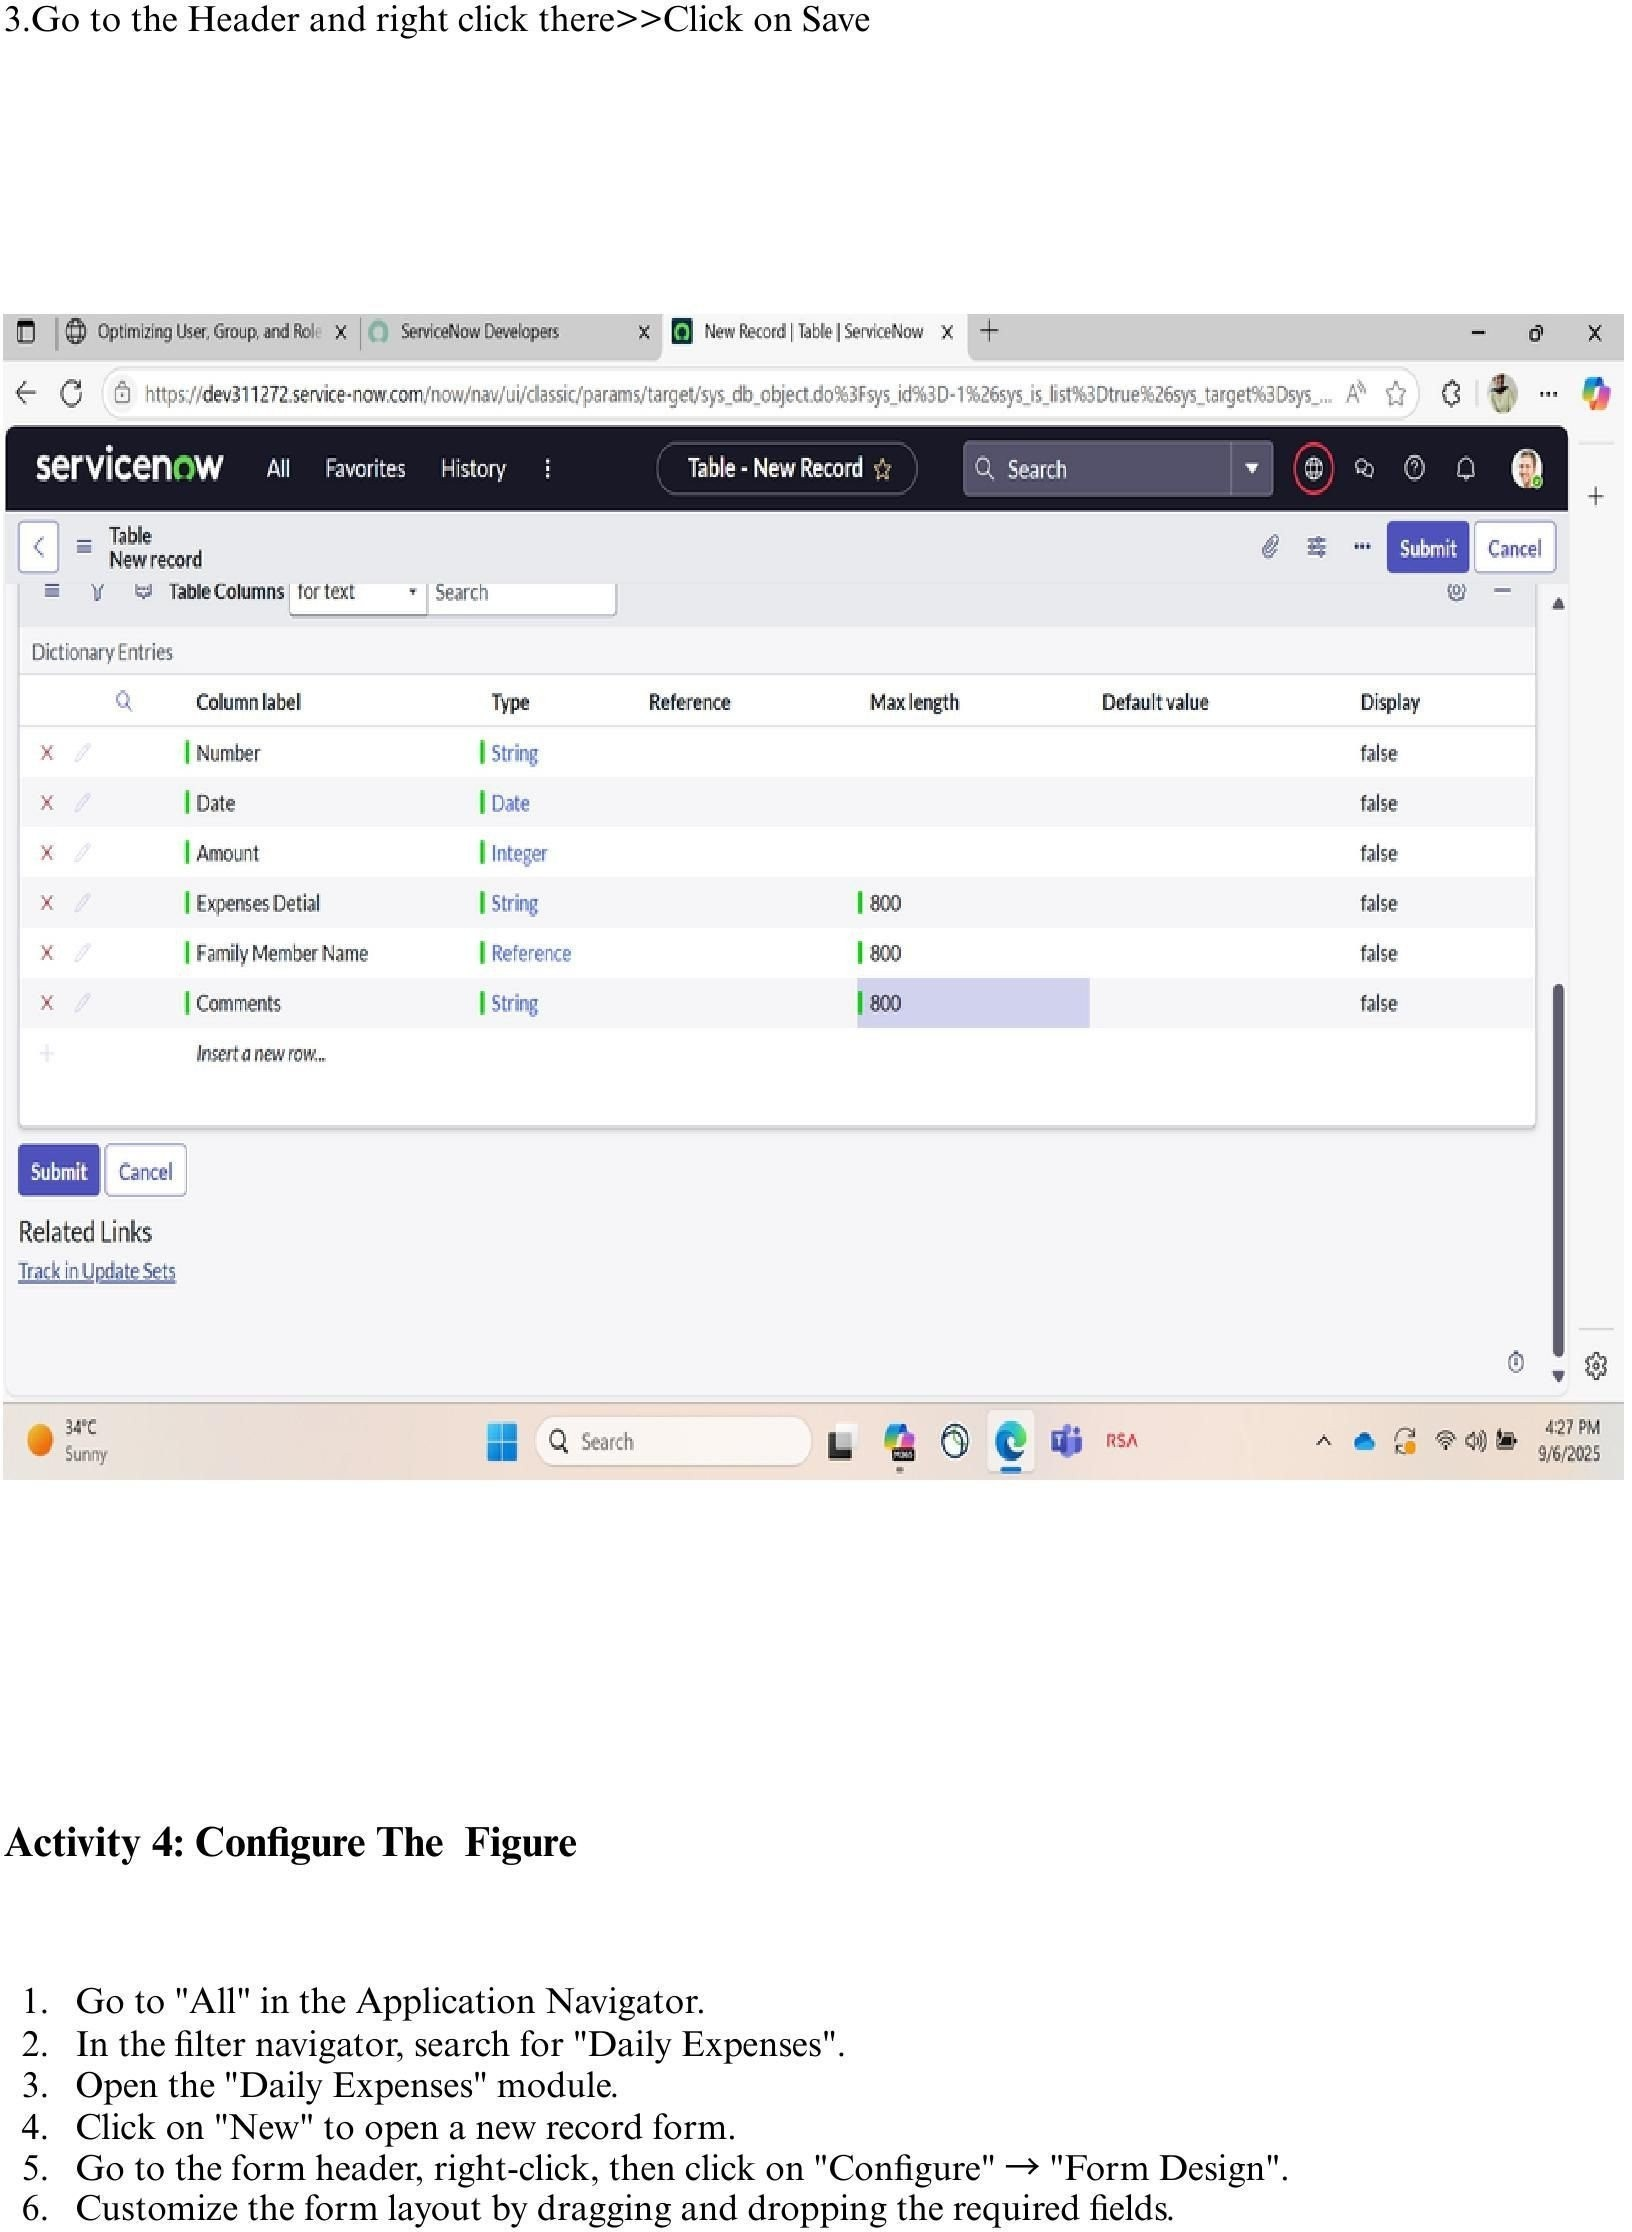 3.Go to the Header and right click there>>Click on Save
Optimizing User, Group, and Role X ServiceNow Developers X New Record | Table | ServiceNow X
https://dev311272.service-now.com/now/nav/ui/classic/params/target/sys_db_object.do%3Fsys_id%3D-1%26sys_is_list%3Dtrue%26sys_target%3Dsys_...
servicenow All Favorites History Table - New Record Search
Table
New record
Submit Cancel
Table Columns for text Search
Dictionary Entries
Column label Type Reference Max length Default value Display
Number String false
Date Date false
Amount Integer false
Expenses Detial String 800 false
Family Member Name Reference 800 false
Comments String 800 false
Insert a new row...
Submit Cancel
Related Links
Track in Update Sets
34°C
Sunny
Search
RSA
4:27 PM
9/6/2025
Activity 4: Configure The  Figure
1. Go to "All" in the Application Navigator.
2. In the filter navigator, search for "Daily Expenses".
3. Open the "Daily Expenses" module.
4. Click on "New" to open a new record form.
5. Go to the form header, right-click, then click on "Configure" → "Form Design".
6. Customize the form layout by dragging and dropping the required fields.